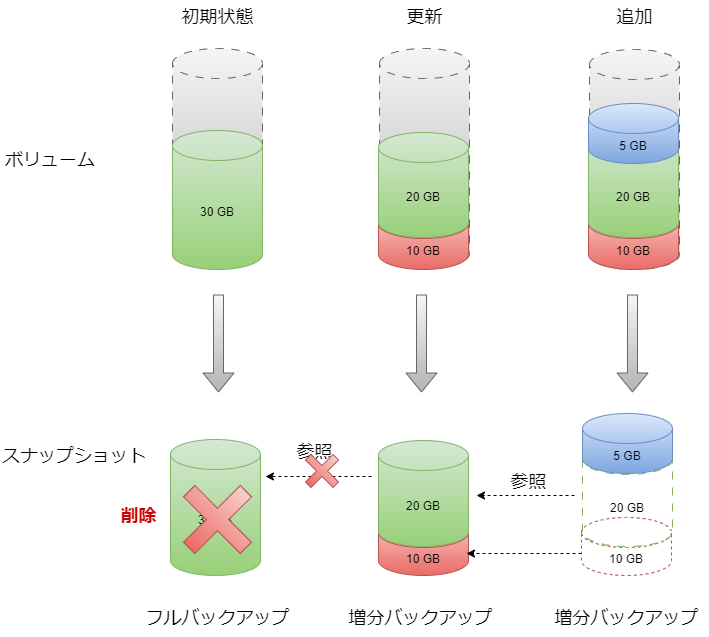 初期状態
更新
追加
ボリューム
30 GB
20 GB
10 GB
5 GB
20 GB
10 GB
スナップショット
削除
参照
20 GB
10 GB
参照
5 GB
20 GB
10 GB
フルバックアップ
増分バックアップ
増分バックアップ